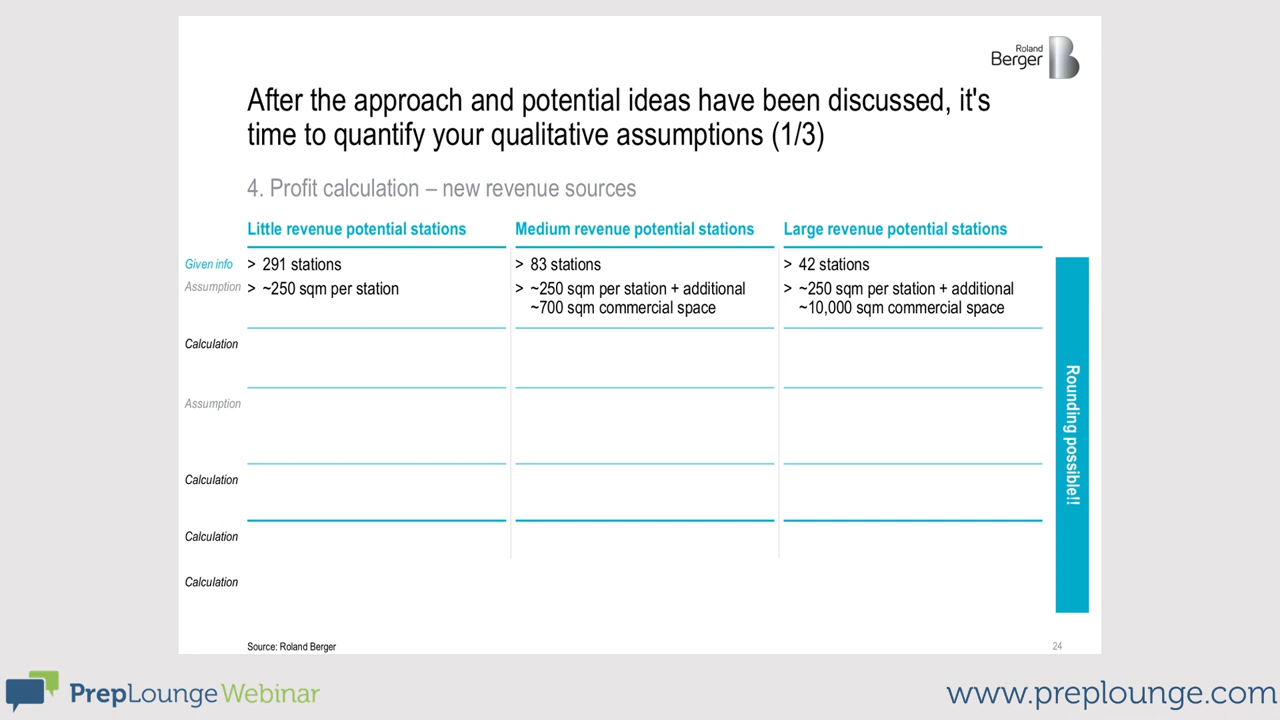 Roland
Berger
After the approach and potential ideas have been discussed, it's
time to quantify your qualitative assumptions (1/3)
4. Profit calculation – new revenue sources
Little revenue potential stations
Medium revenue potential stations
Large revenue potential stations
Given info
> 291 stations
> 83 stations
> 42 stations
Assumption
> ~250 sqm per station
> ~250 sqm per station + additional
~700 sqm commercial space
> ~250 sqm per station + additional
~10,000 sqm commercial space
Calculation
Assumption
Calculation
Calculation
Calculation
Rounding possible!!
Source: Roland Berger
24
PrepLounge Webinar
www.preplounge.com